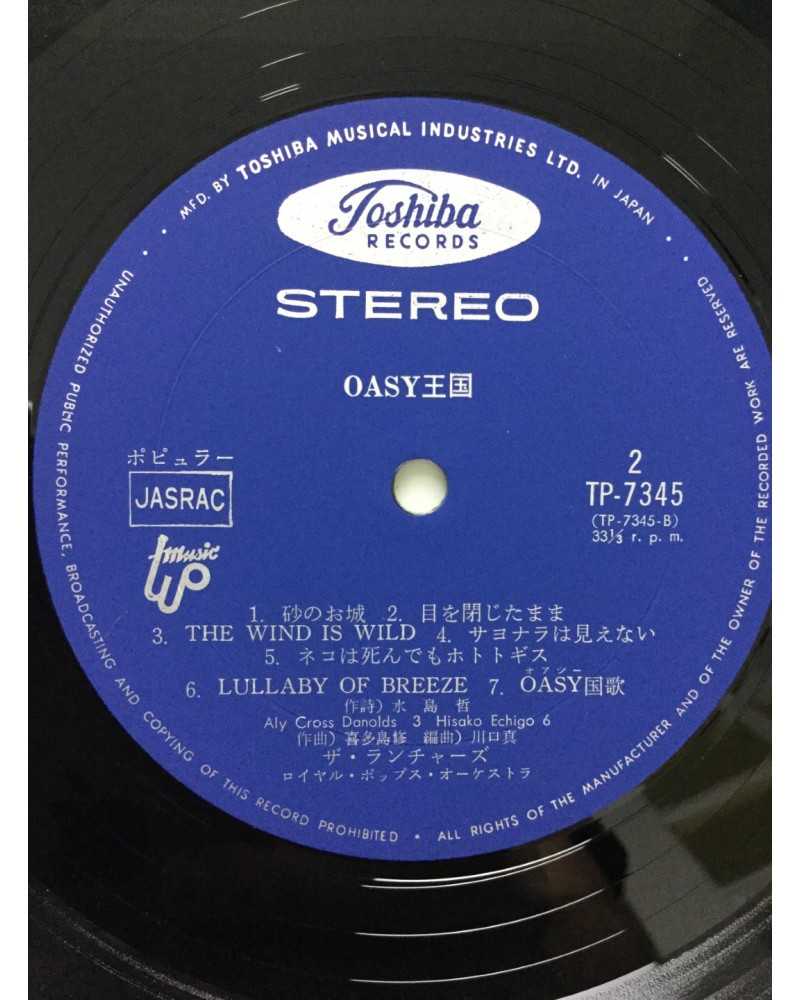 MFD. BY TOSHIBA MUSICAL INDUSTRIES LTD. IN JAPAN
Toshiba
RECORDS
STEREO
OASY王国
ポピュラー
JASRAC
music
UP
2
TP-7345
(TP-7345-B)
33⅓ r. p. m.
1. 砂のお城 2. 目を閉じたまま
3. THE WIND IS WILD 4. サヨナラは見えない
5. ネコは死んでもホトトギス
オアシー
6. LULLABY OF BREEZE 7. OASY国歌
作詩) 水島哲
Aly Cross Danolds 3 Hisako Echigo 6
作曲) 喜多島修 編曲) 川口真
ザ・ランチャーズ
ロイヤル・ポップス・オーケストラ
UNAUTHORIZED PUBLIC PERFORMANCE, BROADCASTING AND COPYING OF THIS RECORD PROHIBITED • ALL RIGHTS OF THE MANUFACTURER AND OF THE OWNER OF THE RECORDED WORK ARE RESERVED